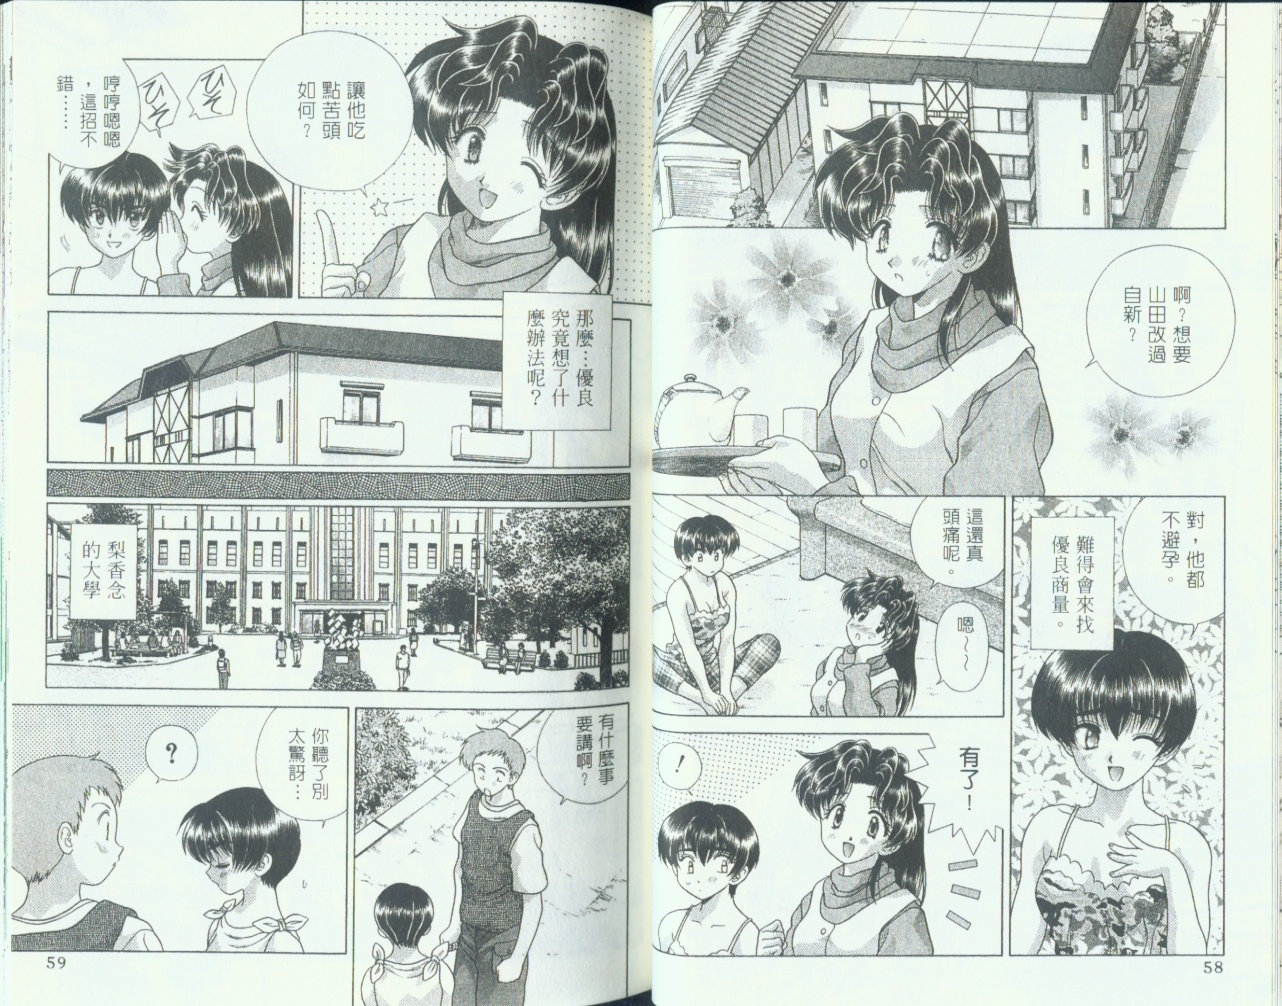 啊？想要
山田改過
自新？
對，他都
不避孕。
難得會來找
優良商量。
這還真
頭痛呢。
嗯～～
有了！
！
58
讓他吃
點苦頭
如何？
ひそ
ひそ
哼哼嗯嗯
，這招不
錯……
那麼…優良
究竟想了什
麼辦法呢？
梨香念
的大學
有什麼事
要講啊？
你聽了別
太驚訝…
？
59